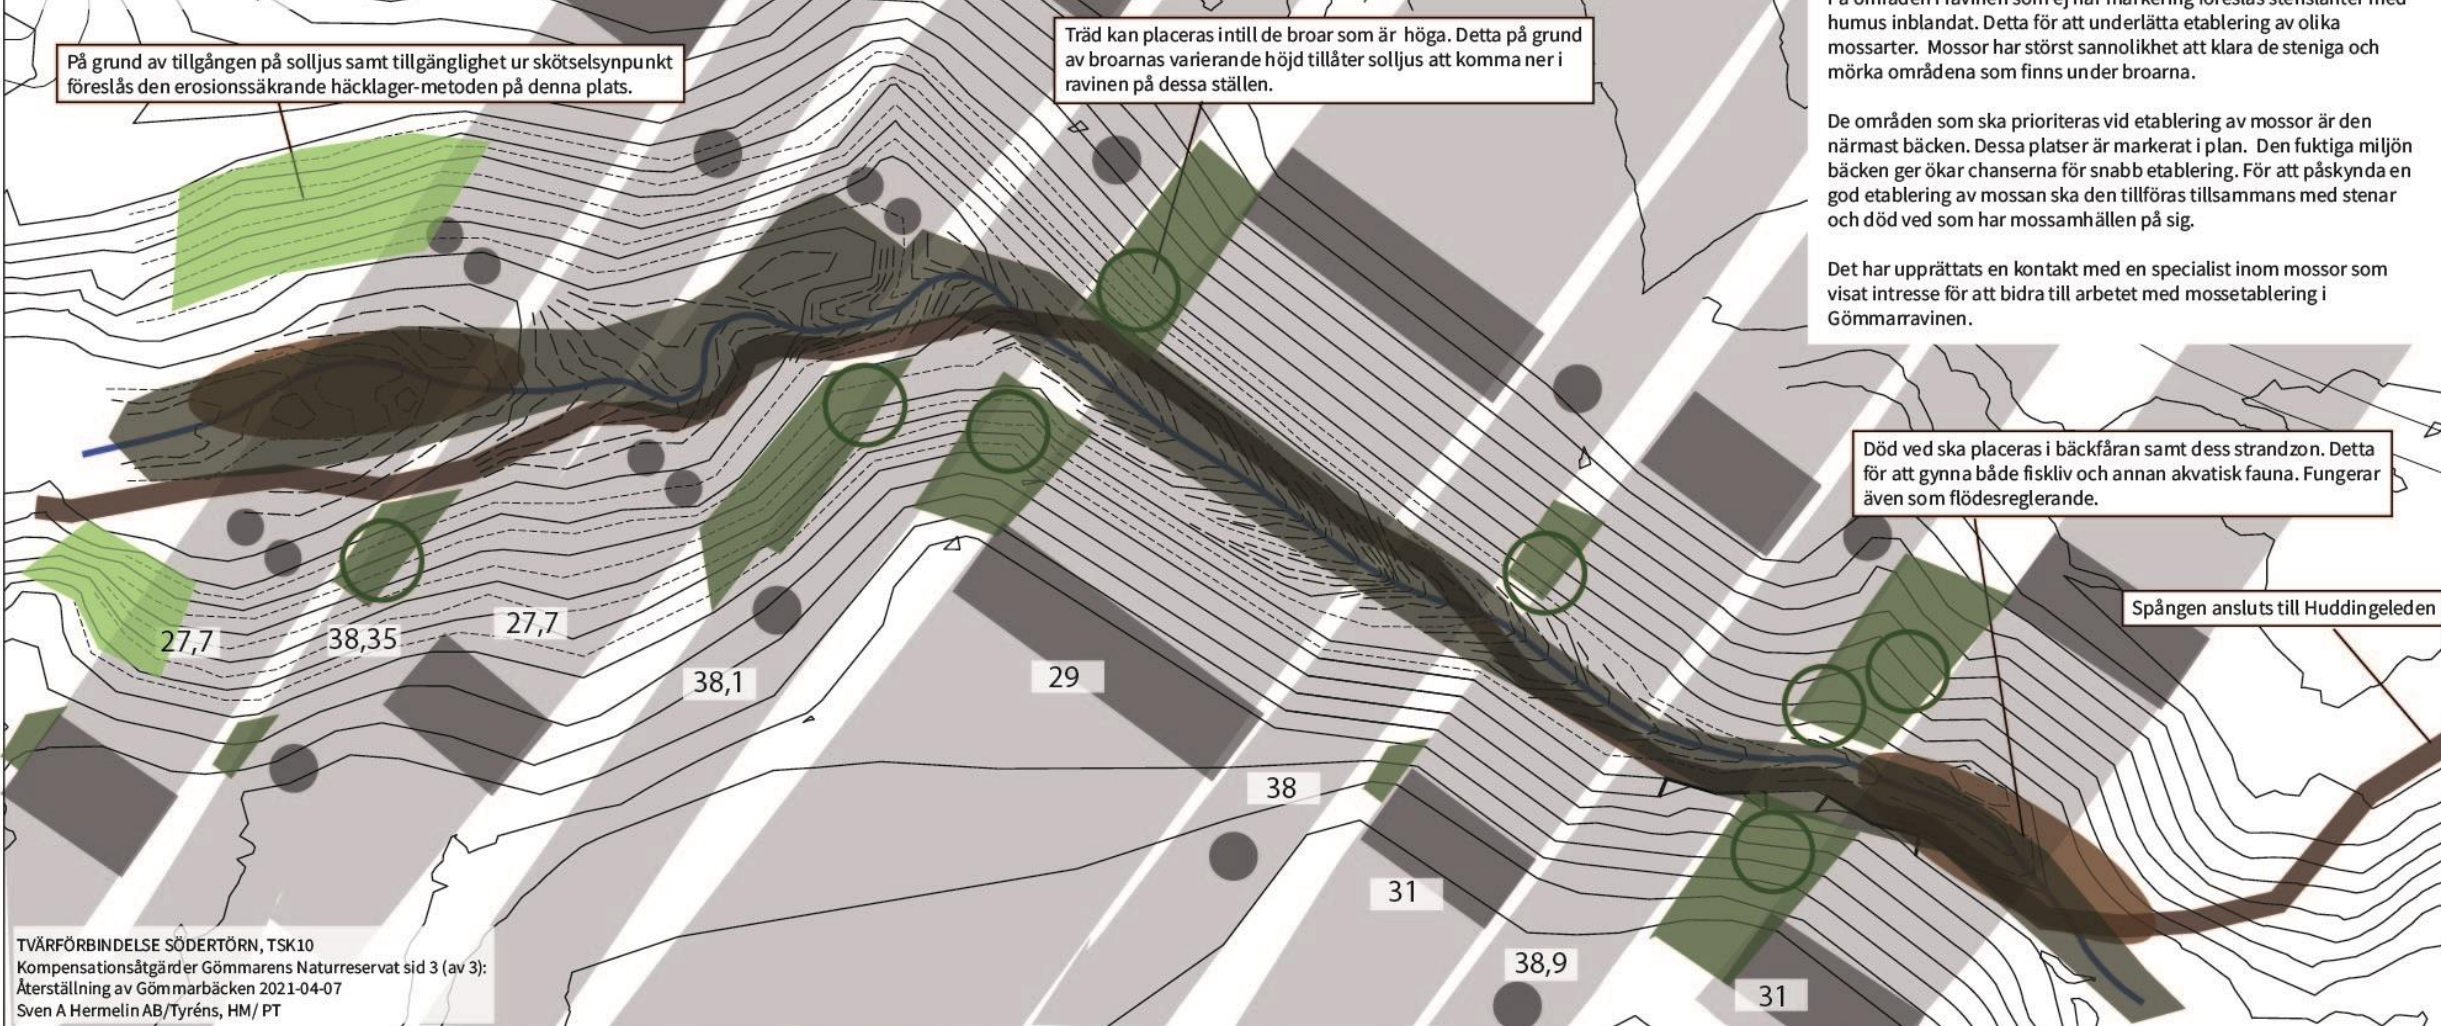 På grund av tillgången på solljus samt tillgänglighet ur skötselsynpunkt
föreslås den erosionssäkrande häcklager-metoden på denna plats.
Träd kan placeras intill de broar som är höga. Detta på grund
av broarnas varierande höjd tillåter solljus att komma ner i
ravinen på dessa ställen.
På områden i ravinen som ej har markering föreslås stenslänter med
humus inblandat. Detta för att underlätta etablering av olika
mossarter. Mossor har störst sannolikhet att klara de steniga och
mörka områdena som finns under broarna.
De områden som ska prioriteras vid etablering av mossor är den
närmast bäcken. Dessa platser är markerat i plan. Den fuktiga miljön
bäcken ger ökar chanserna för snabb etablering. För att påskynda en
god etablering av mossan ska den tillföras tillsammans med stenar
och död ved som har mossamhällen på sig.
Det har upprättats en kontakt med en specialist inom mossor som
visat intresse för att bidra till arbetet med mossetablering i
Gömmarravinen.
Död ved ska placeras i bäckfåran samt dess strandzon. Detta
för att gynna både fiskliv och annan akvatisk fauna. Fungerar
även som flödesreglerande.
Spången ansluts till Huddingeleden
27,7
38,35
27,7
38,1
29
38
31
38,9
31
TVÄRFÖRBINDELSE SÖDERTÖRN, TSK10
Kompensationsåtgärder Gömmarens Naturreservat sid 3 (av 3):
Återställning av Gömmarbäcken 2021-04-07
Sven A Hermelin AB/Tyréns, HM/ PT